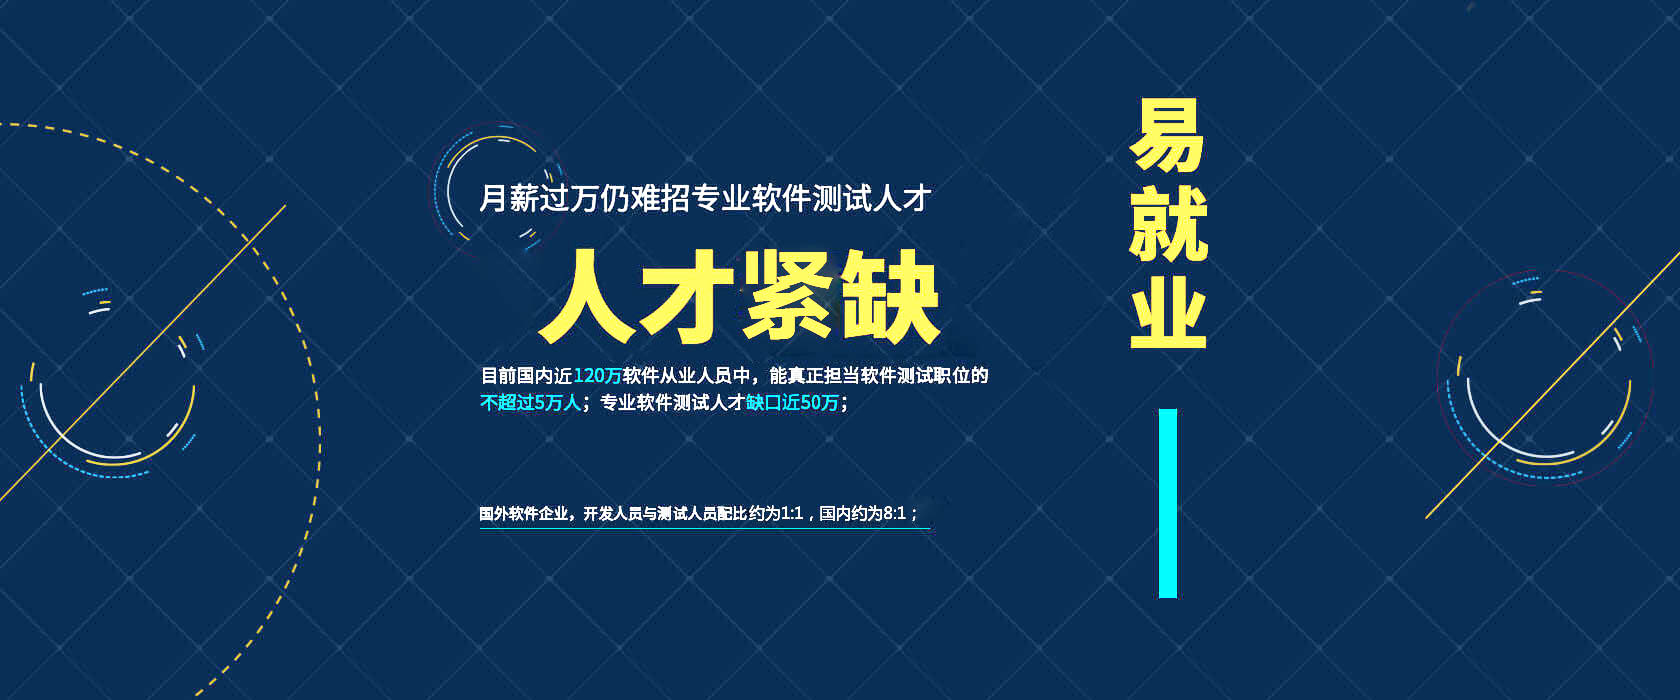 月薪过万仍难招专业软件测试人才
人才紧缺
目前国内近120万软件从业人员中，能真正担当软件测试职位的
不超过5万人；专业软件测试人才缺口近50万；
国外软件企业，开发人员与测试人员配比约为1:1，国内约为8:1；
易就业